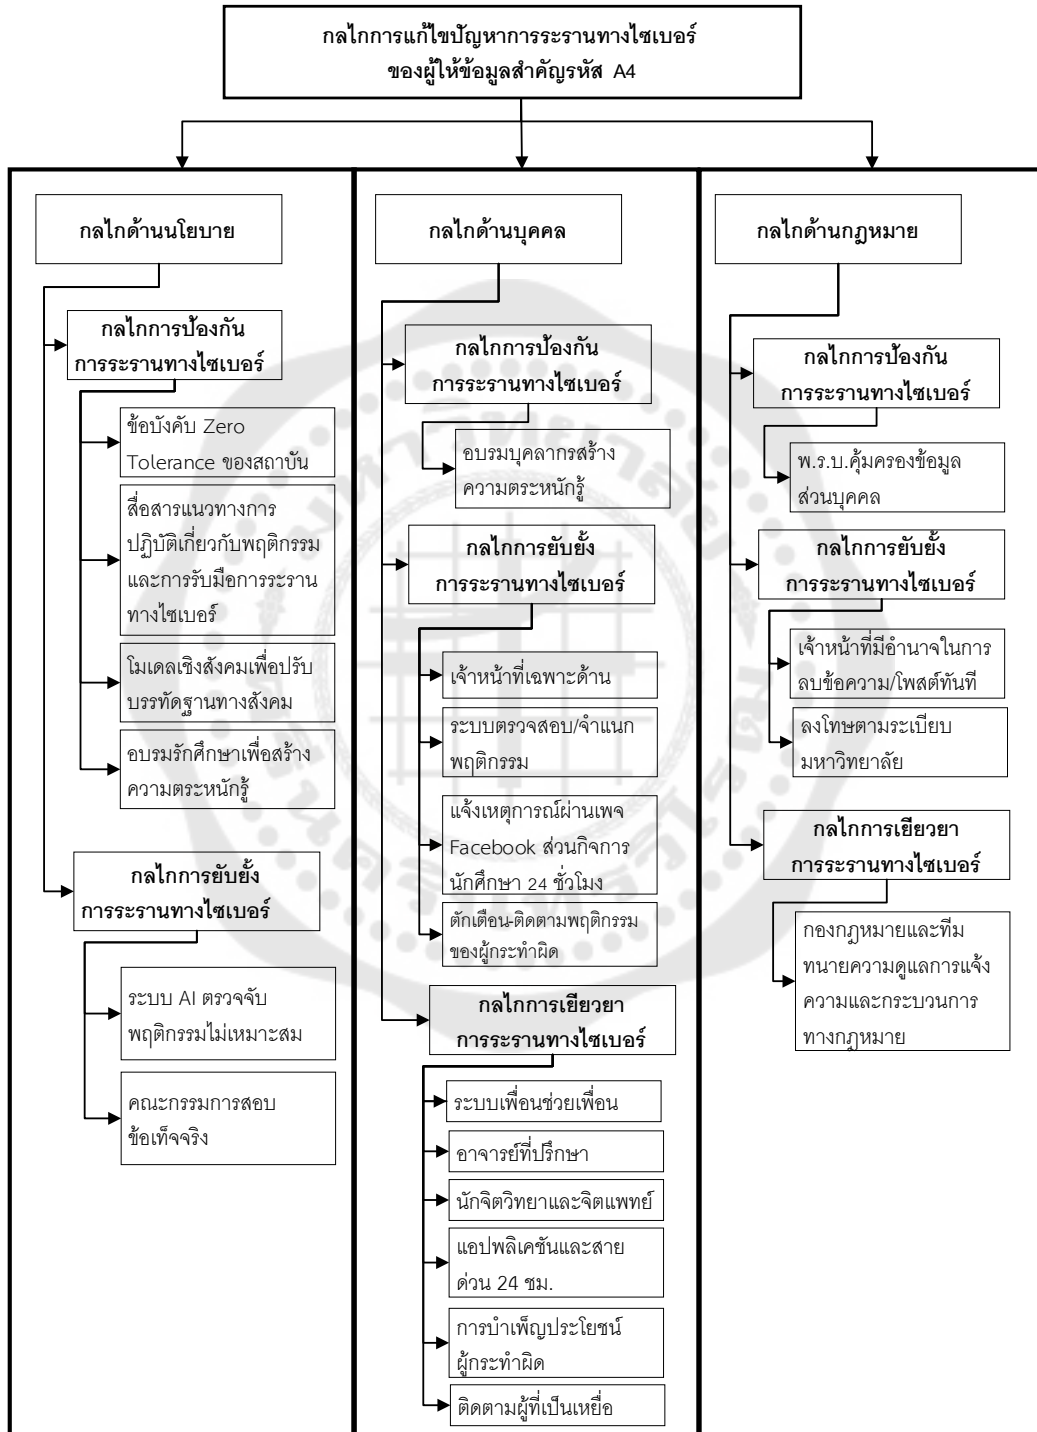 กลไกการแก้ไขปัญหาการระรานทางไซเบอร์
ของผู้ให้ข้อมูลสำคัญรหัส A4
กลไกด้านนโยบาย
กลไกการป้องกัน
การระรานทางไซเบอร์
ข้อบังคับ Zero
Tolerance ของสถาบัน
สื่อสารแนวทางการ
ปฏิบัติเกี่ยวกับพฤติกรรม
และการรับมือการระราน
ทางไซเบอร์
โมเดลเชิงสังคมเพื่อปรับ
บรรทัดฐานทางสังคม
อบรมรักศึกษาเพื่อสร้าง
ความตระหนักรู้
กลไกการยับยั้ง
การระรานทางไซเบอร์
ระบบ AI ตรวจจับ
พฤติกรรมไม่เหมาะสม
คณะกรรมการสอบ
ข้อเท็จจริง
กลไกด้านบุคคล
กลไกการป้องกัน
การระรานทางไซเบอร์
อบรมบุคลากรสร้าง
ความตระหนักรู้
กลไกการยับยั้ง
การระรานทางไซเบอร์
เจ้าหน้าที่เฉพาะด้าน
ระบบตรวจสอบ/จำแนก
พฤติกรรม
แจ้งเหตุการณ์ผ่านเพจ
Facebook ส่วนกิจการ
นักศึกษา 24 ชั่วโมง
ตักเตือน-ติดตามพฤติกรรม
ของผู้กระทำผิด
กลไกการเยียวยา
การระรานทางไซเบอร์
ระบบเพื่อนช่วยเพื่อน
อาจารย์ที่ปรึกษา
นักจิตวิทยาและจิตแพทย์
แอปพลิเคชันและสาย
ด่วน 24 ชม.
การบำเพ็ญประโยชน์
ผู้กระทำผิด
ติดตามผู้ที่เป็นเหยื่อ
กลไกด้านกฎหมาย
กลไกการป้องกัน
การระรานทางไซเบอร์
พ.ร.บ.คุ้มครองข้อมูล
ส่วนบุคคล
กลไกการยับยั้ง
การระรานทางไซเบอร์
เจ้าหน้าที่มีอำนาจในการ
ลบข้อความ/โพสต์ทันที
ลงโทษตามระเบียบ
มหาวิทยาลัย
กลไกการเยียวยา
การระรานทางไซเบอร์
กองกฎหมายและทีม
ทนายความดูแลการแจ้ง
ความและกระบวนการ
ทางกฎหมาย